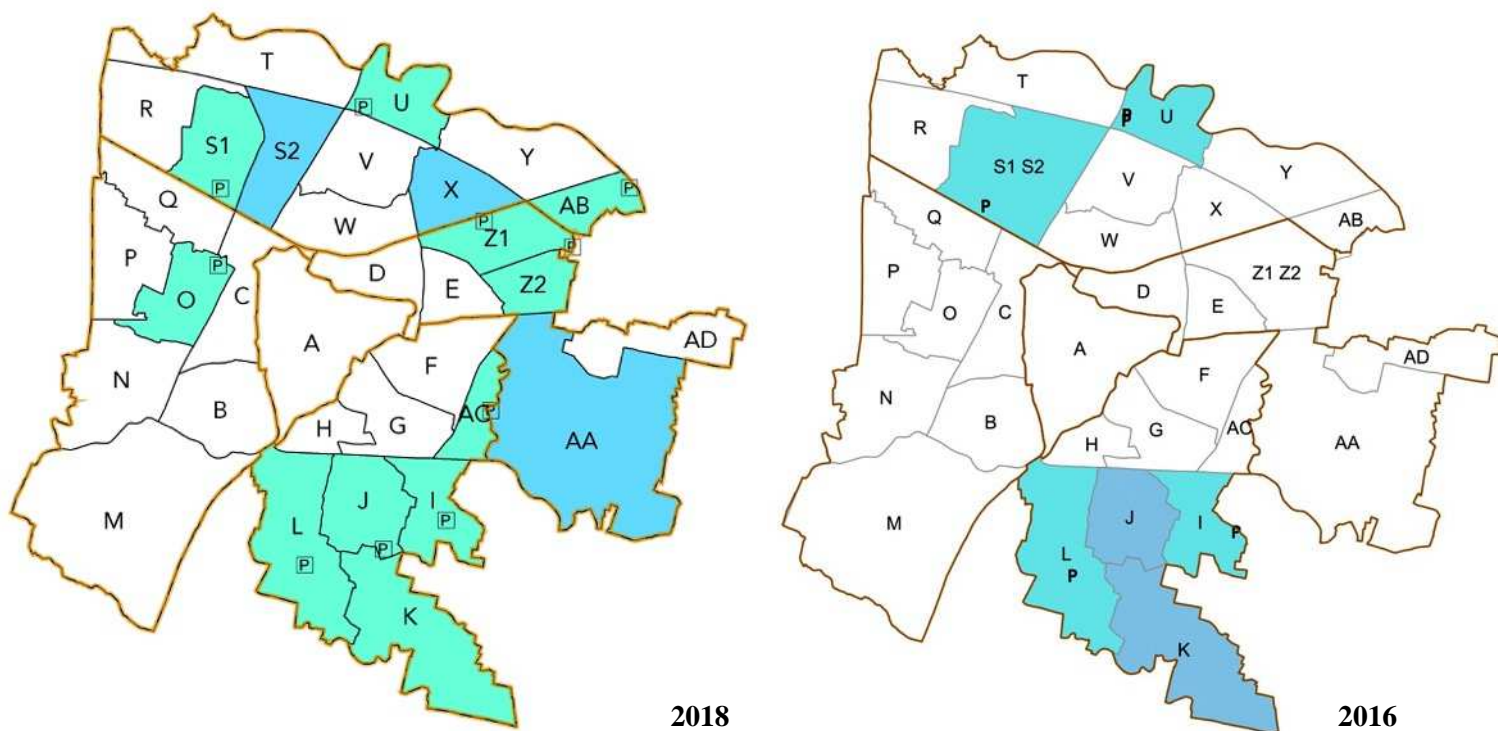 T
U
R
S1
S2
V
Y
P
X
AB
P
P
Q
W
Z1
P
P
D
P
O
C
E
Z2
A
AD
F
N
B
AC
P
H
G
AA
M
L
J
I
P
P
P
K
2018
T
P
U
R
S1 S2
V
Y
P
Q
W
X
AB
P
D
Z1 Z2
O
C
E
A
AD
F
N
B
AC
H
G
AA
M
J
I
L
P
P
K
2016